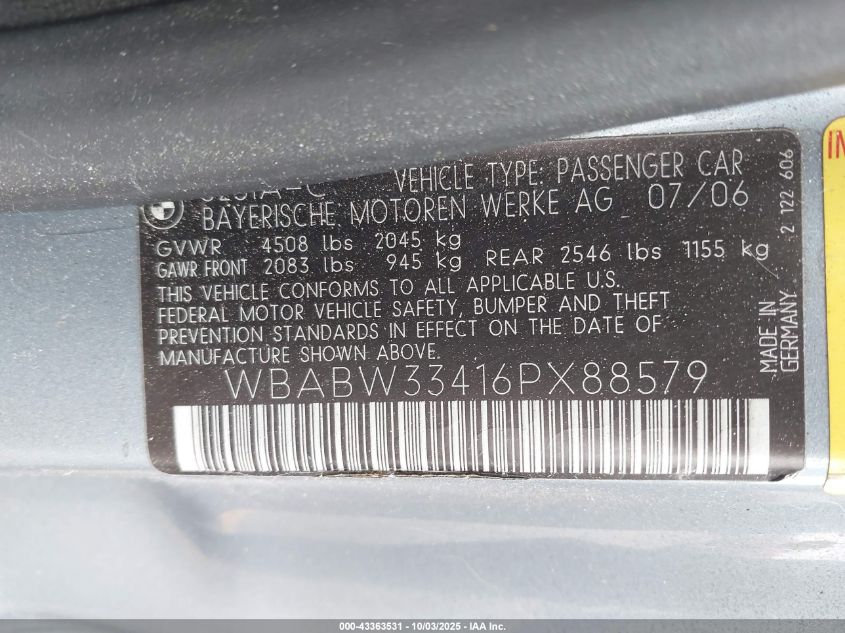 VEHICLE TYPE: PASSENGER CAR
BAYERISCHE MOTOREN WERKE AG 07/06
GVWR 4508 lbs 2045 kg
GAWR FRONT 2083 lbs 945 kg REAR 2546 lbs 1155 kg
THIS VEHICLE CONFORMS TO ALL APPLICABLE U.S.
FEDERAL MOTOR VEHICLE SAFETY, BUMPER AND THEFT
PREVENTION STANDARDS IN EFFECT ON THE DATE OF
MANUFACTURE SHOWN ABOVE.
WBABW33416PX88579
MADE IN
GERMANY
2 122 606
000-43363531 - 10/03/2025 - IAA Inc.